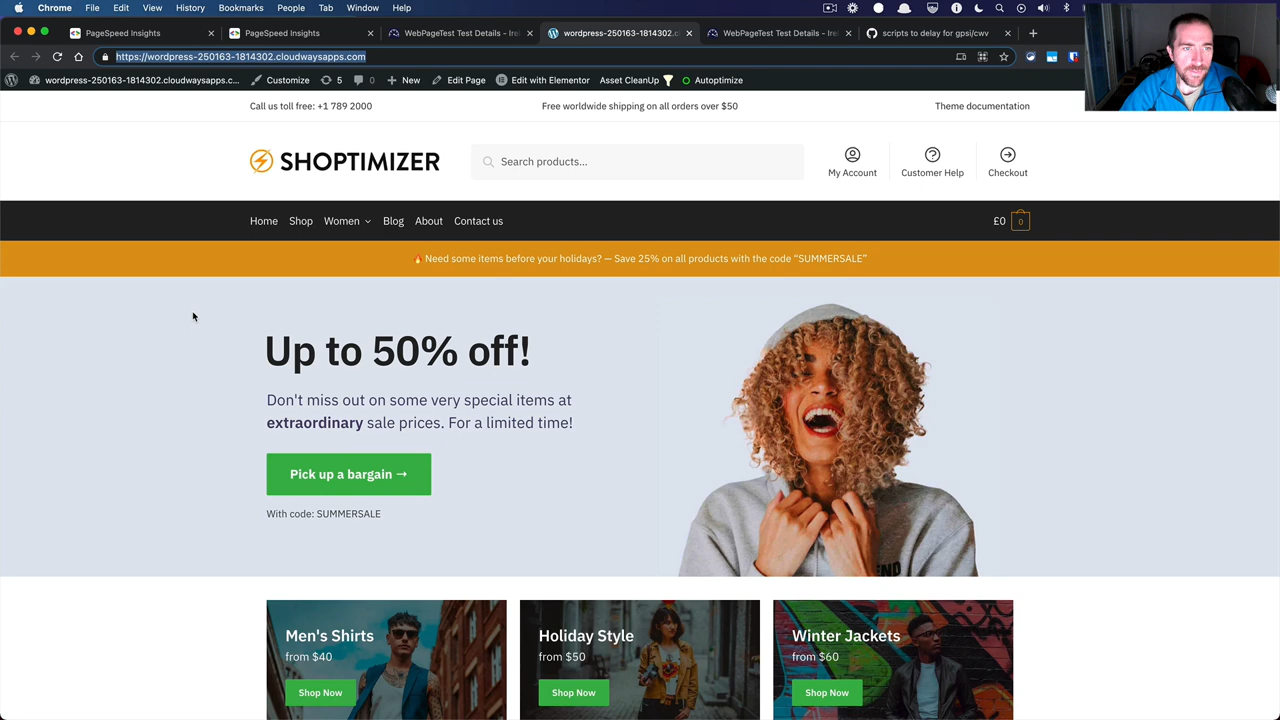 Chrome File Edit View History Bookmarks People Tab Window Help
PageSpeed Insights
PageSpeed Insights
WebPageTest Test Details - Irel
wordpress-250163-1814302.cl
WebPageTest Test Details - Irel
scripts to delay for gpsi/cwv
https://wordpress-250163-1814302.cloudwaysapps.com
wordpress-250163-1814302.cloudwaysapps.c... Customize 5 0 New Edit Page Edit with Elementor Asset CleanUp Autoptimize
Call us toll free: +1 789 2000
Free worldwide shipping on all orders over $50
Theme documentation
SHOPTIMIZER
Search products...
My Account
Customer Help
Checkout
Home Shop Women Blog About Contact us
£0 0
Need some items before your holidays? — Save 25% on all products with the code “SUMMERSALE”
Up to 50% off!
Don't miss out on some very special items at
extraordinary sale prices. For a limited time!
Pick up a bargain →
With code: SUMMERSALE
END
Men's Shirts
from $40
Shop Now
Holiday Style
from $50
Shop Now
Winter Jackets
from $60
Shop Now